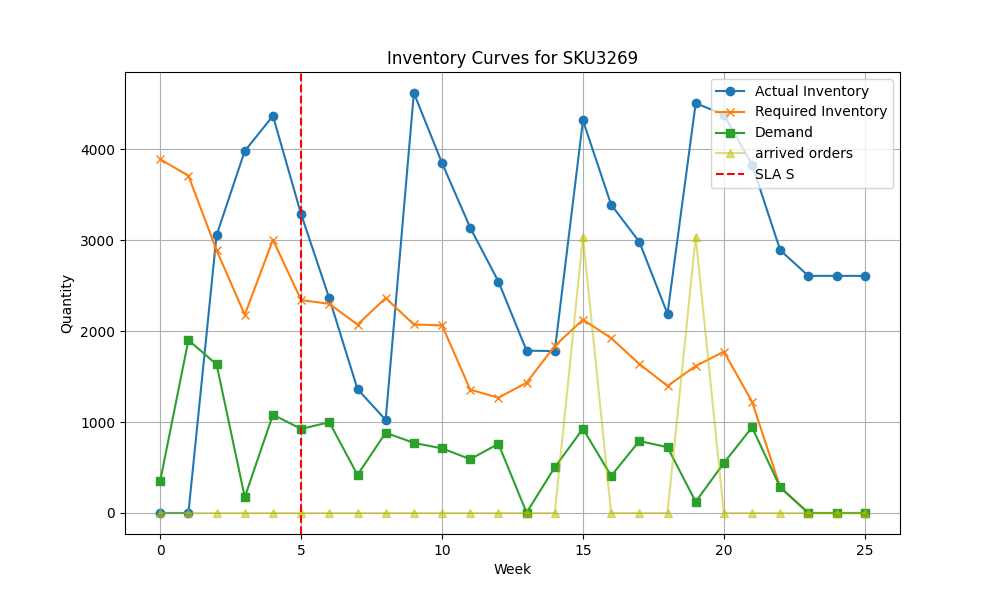 Inventory Curves for SKU3269
Actual Inventory
Required Inventory
Demand
arrived orders
SLA S
Quantity
4000
3000
2000
1000
0
0 5 10 15 20 25
Week